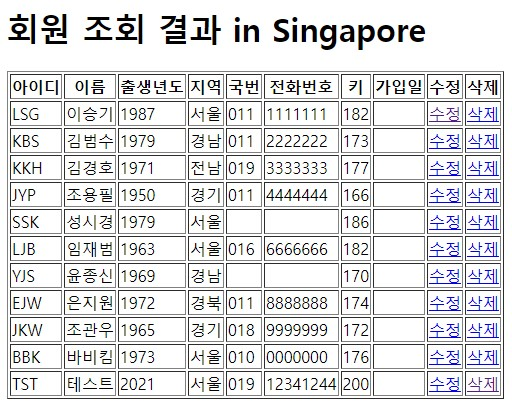 회원 조회 결과 in Singapore
아이디 이름 출생년도 지역 국번 전화번호 키 가입일 수정 삭제
LSG 이승기 1987 서울 011 1111111 182 수정 삭제
KBS 김범수 1979 경남 011 2222222 173 수정 삭제
KKH 김경호 1971 전남 019 3333333 177 수정 삭제
JYP 조용필 1950 경기 011 4444444 166 수정 삭제
SSK 성시경 1979 서울 186 수정 삭제
LJB 임재범 1963 서울 016 6666666 182 수정 삭제
YJS 윤종신 1969 경남 170 수정 삭제
EJW 은지원 1972 경북 011 8888888 174 수정 삭제
JKW 조관우 1965 경기 018 9999999 172 수정 삭제
BBK 바비킴 1973 서울 010 0000000 176 수정 삭제
TST 테스트 2021 서울 019 12341244 200 수정 삭제